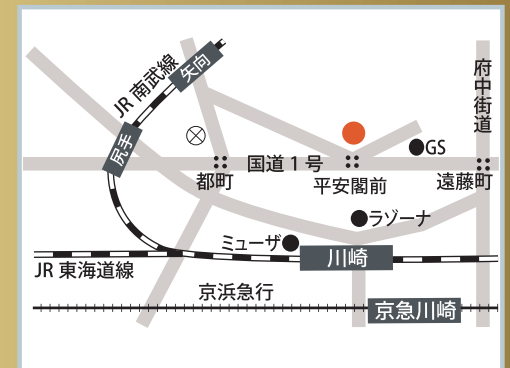 矢向
JR 南武線
府中街道
尻手
GS
国道 1 号
都町
平安閣前
遠藤町
ラゾーナ
ミューザ
川崎
JR 東海道線
京浜急行
京急川崎